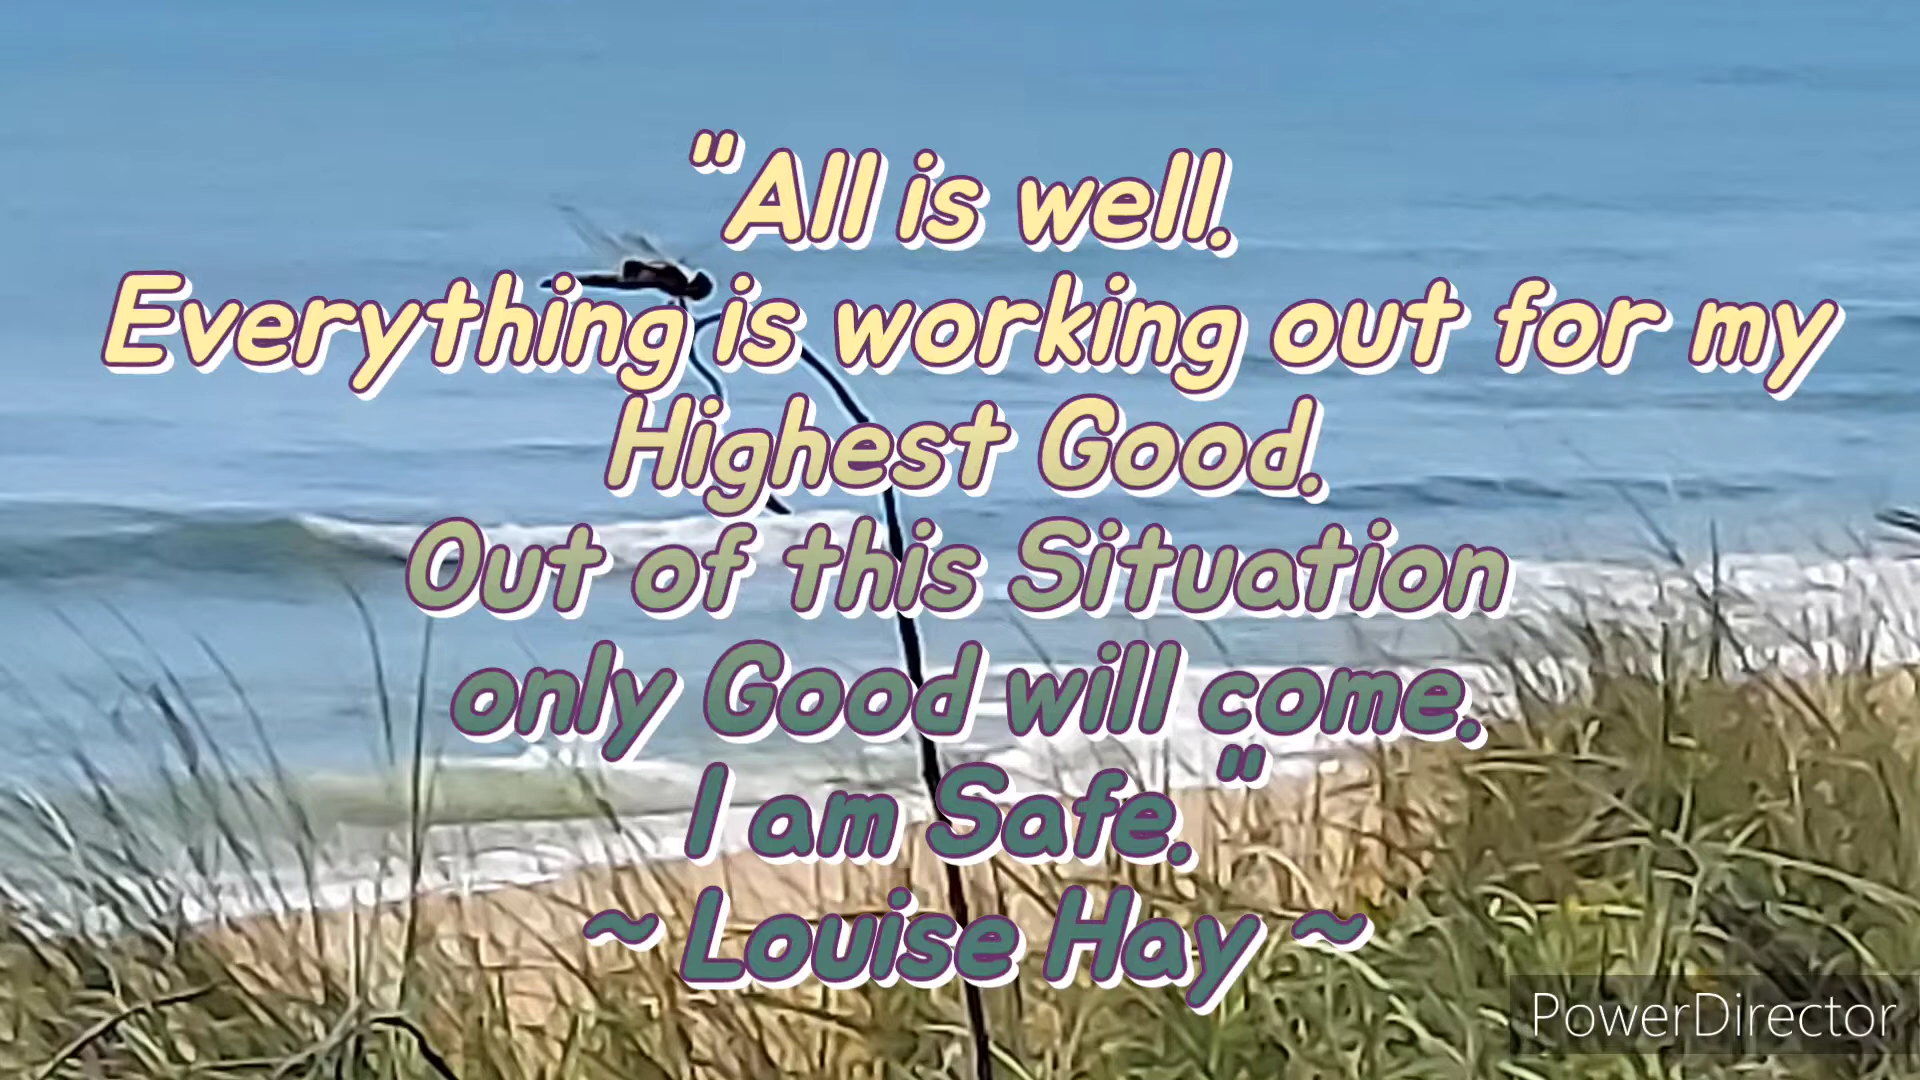 "All is well.
Everything is working out for my
Highest Good.
Out of this Situation
only Good will come.
I am Safe."
~ Louise Hay ~
PowerDirector